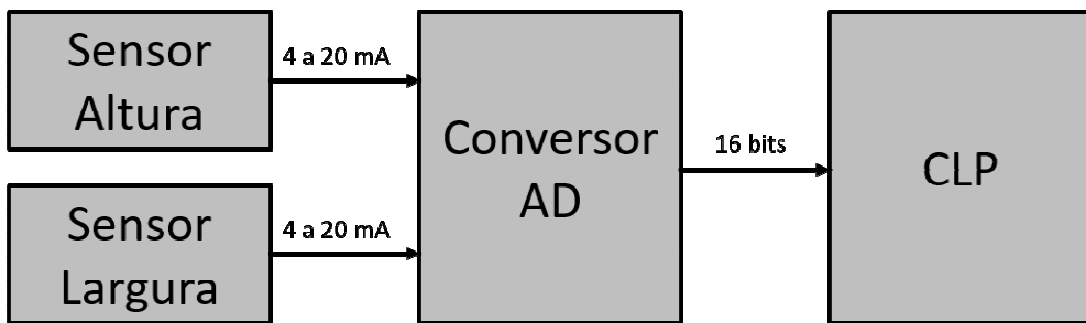 Sensor
Altura
4 a 20 mA
Sensor
Largura
4 a 20 mA
Conversor
AD
16 bits
CLP